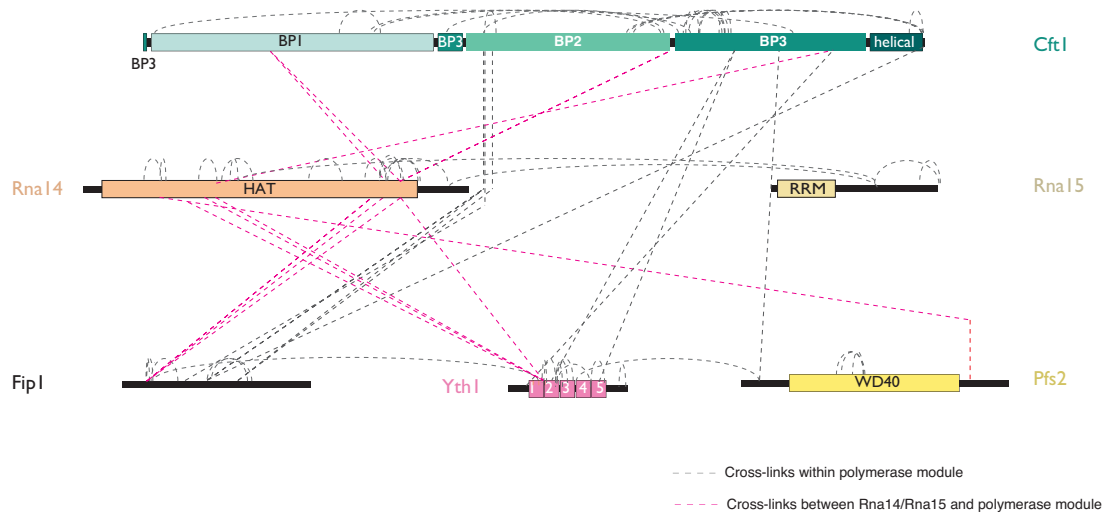 BP1
BP3
BP2
BP3
helical
Cft1
BP3
Rna14
HAT
RRM
Rna15
Fip1
Yth1
1 2 3 4 5
WD40
Pfs2
Cross-links within polymerase module
Cross-links between Rna14/Rna15 and polymerase module